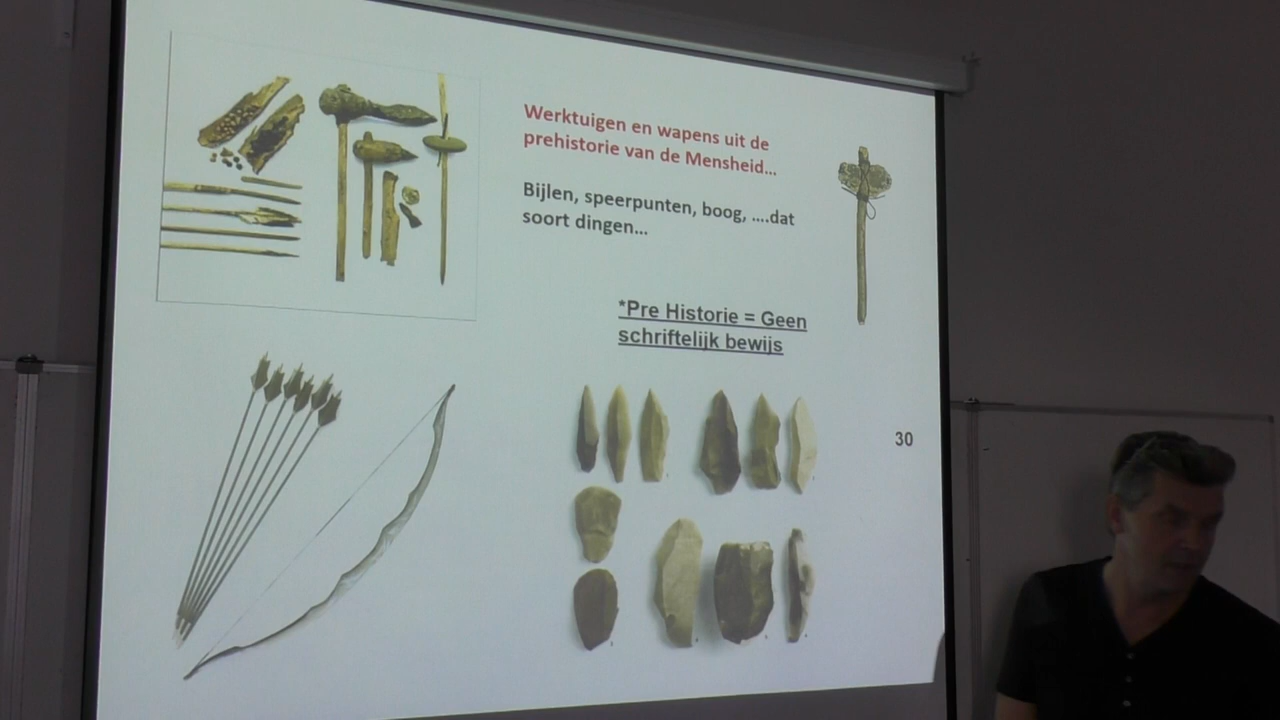 Werktuigen en wapens uit de
prehistorie van de Mensheid...
Bijlen, speerpunten, boog, ....dat
soort dingen...
*Pre Historie = Geen
schriftelijk bewijs
30